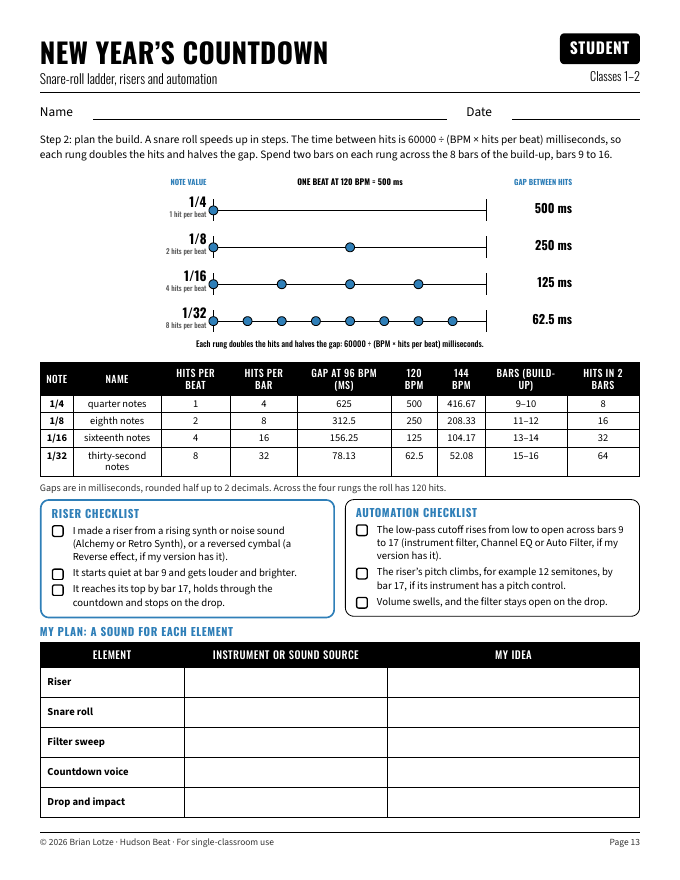 NEW YEAR'S COUNTDOWN
STUDENT
Snare-roll ladder, risers and automation
Classes 1–2
Name
Date
Step 2: plan the build. A snare roll speeds up in steps. The time between hits is 60000 ÷ (BPM × hits per beat) milliseconds, so
each rung doubles the hits and halves the gap. Spend two bars on each rung across the 8 bars of the build-up, bars 9 to 16.
NOTE VALUE ONE BEAT AT 120 BPM = 500 ms GAP BETWEEN HITS
1/4
1 hit per beat
500 ms
1/8
2 hits per beat
250 ms
1/16
4 hits per beat
125 ms
1/32
8 hits per beat
62.5 ms
Each rung doubles the hits and halves the gap: 60000 ÷ (BPM × hits per beat) milliseconds.
NOTE NAME HITS PER BEAT HITS PER BAR GAP AT 96 BPM (MS) 120 BPM 144 BPM BARS (BUILD-UP) HITS IN 2 BARS
1/4 quarter notes 1 4 625 500 416.67 9–10 8
1/8 eighth notes 2 8 312.5 250 208.33 11–12 16
1/16 sixteenth notes 4 16 156.25 125 104.17 13–14 32
1/32 thirty-second notes 8 32 78.13 62.5 52.08 15–16 64
Gaps are in milliseconds, rounded half up to 2 decimals. Across the four rungs the roll has 120 hits.
RISER CHECKLIST
I made a riser from a rising synth or noise sound
(Alchemy or Retro Synth), or a reversed cymbal (a
Reverse effect, if my version has it).
It starts quiet at bar 9 and gets louder and brighter.
It reaches its top by bar 17, holds through the
countdown and stops on the drop.
AUTOMATION CHECKLIST
The low-pass cutoff rises from low to open across bars 9
to 17 (instrument filter, Channel EQ or Auto Filter, if my
version has it).
The riser's pitch climbs, for example 12 semitones, by
bar 17, if its instrument has a pitch control.
Volume swells, and the filter stays open on the drop.
MY PLAN: A SOUND FOR EACH ELEMENT
ELEMENT INSTRUMENT OR SOUND SOURCE MY IDEA
Riser
Snare roll
Filter sweep
Countdown voice
Drop and impact
© 2026 Brian Lotze · Hudson Beat · For single-classroom use
Page 13